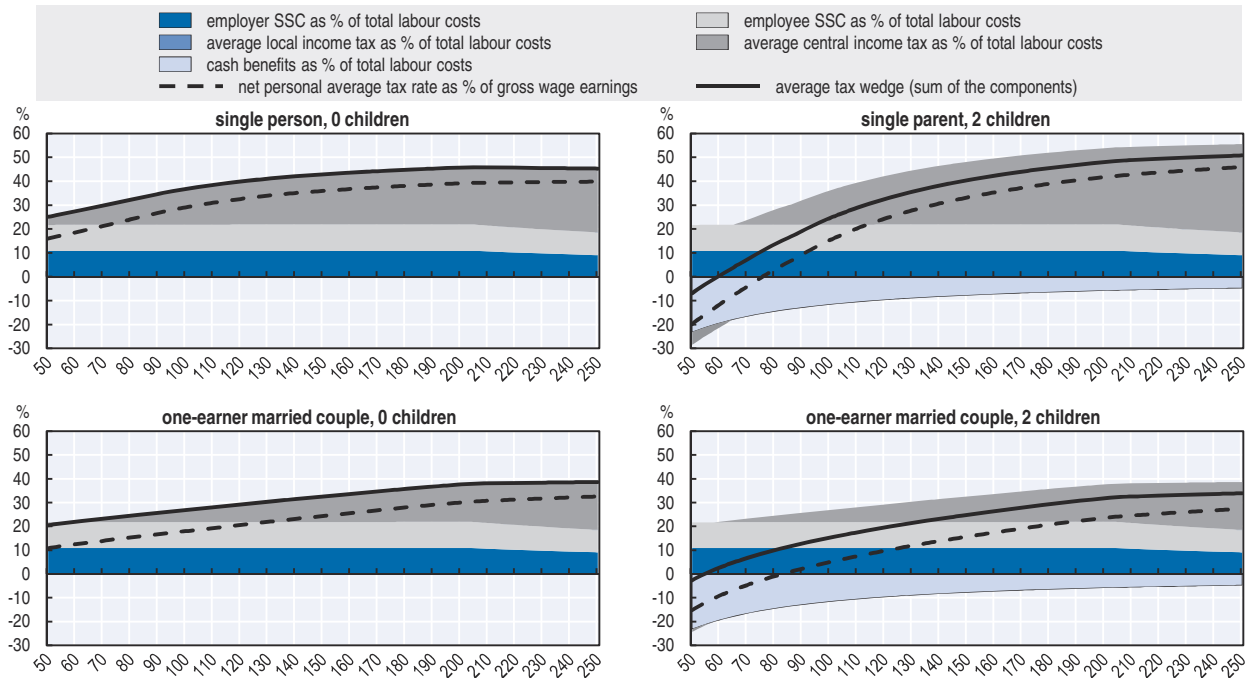 employer SSC as % of total labour costs
employee SSC as % of total labour costs
average local income tax as % of total labour costs
average central income tax as % of total labour costs
cash benefits as % of total labour costs
net personal average tax rate as % of gross wage earnings
average tax wedge (sum of the components)
%
single person, 0 children
60
50
40
30
20
10
0
-10
-20
-30
50 60 70 80 90 100 110 120 130 140 150 160 170 180 190 200 210 220 230 240 250
%
single parent, 2 children
60
50
40
30
20
10
0
-10
-20
-30
50 60 70 80 90 100 110 120 130 140 150 160 170 180 190 200 210 220 230 240 250
%
one-earner married couple, 0 children
60
50
40
30
20
10
0
-10
-20
-30
50 60 70 80 90 100 110 120 130 140 150 160 170 180 190 200 210 220 230 240 250
%
one-earner married couple, 2 children
60
50
40
30
20
10
0
-10
-20
-30
50 60 70 80 90 100 110 120 130 140 150 160 170 180 190 200 210 220 230 240 250